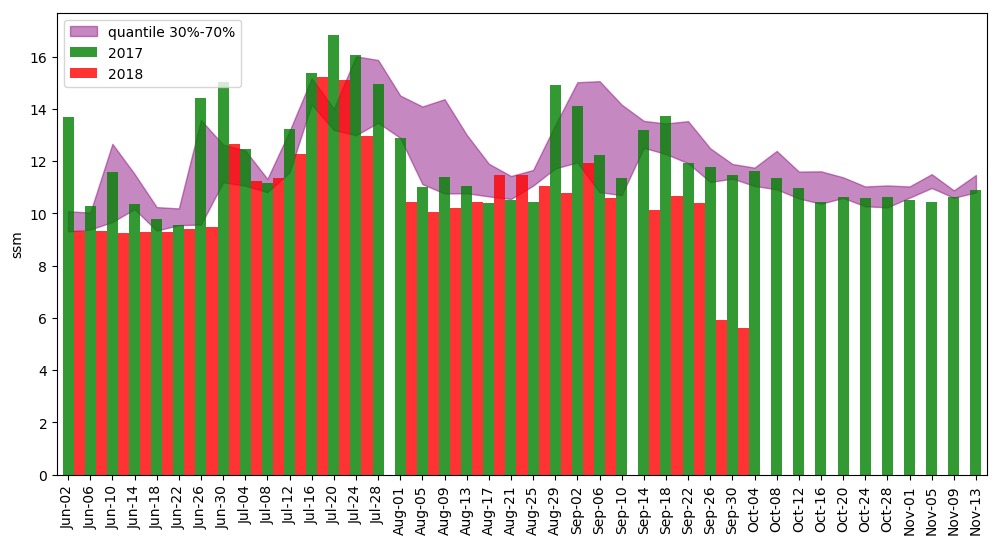 quantile 30%-70%
2017
2018
ssm
16
14
12
10
8
6
4
2
0
Jun-02
Jun-06
Jun-10
Jun-14
Jun-18
Jun-22
Jun-26
Jun-30
Jul-04
Jul-08
Jul-12
Jul-16
Jul-20
Jul-24
Jul-28
Aug-01
Aug-05
Aug-09
Aug-13
Aug-17
Aug-21
Aug-25
Aug-29
Sep-02
Sep-06
Sep-10
Sep-14
Sep-18
Sep-22
Sep-26
Sep-30
Oct-04
Oct-08
Oct-12
Oct-16
Oct-20
Oct-24
Oct-28
Nov-01
Nov-05
Nov-09
Nov-13